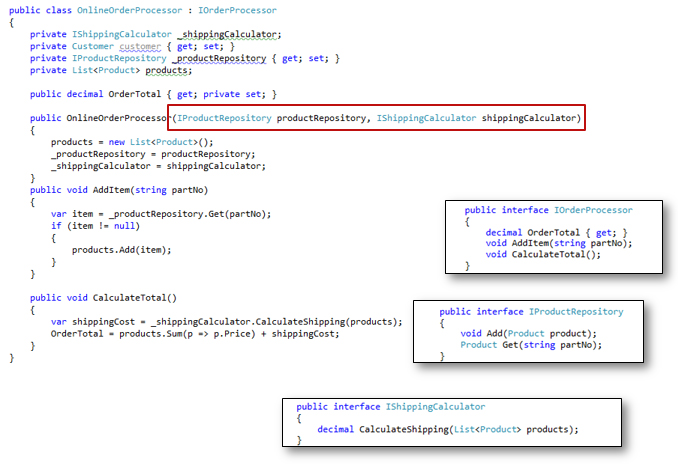 public class OnlineOrderProcessor : IOrderProcessor
{
    private IShippingCalculator _shippingCalculator;
    private Customer customer { get; set; }
    private IProductRepository _productRepository { get; set; }
    private List<Product> products;

    public decimal OrderTotal { get; private set; }

    public OnlineOrderProcessor(IProductRepository productRepository, IShippingCalculator shippingCalculator)
    {
        products = new List<Product>();
        _productRepository = productRepository;
        _shippingCalculator = shippingCalculator;
    }
    public void AddItem(string partNo)
    {
        var item = _productRepository.Get(partNo);
        if (item != null)
        {
            products.Add(item);
        }
    }

    public void CalculateTotal()
    {
        var shippingCost = _shippingCalculator.CalculateShipping(products);
        OrderTotal = products.Sum(p => p.Price) + shippingCost;
    }
}
public interface IOrderProcessor
{
    decimal OrderTotal { get; }
    void AddItem(string partNo);
    void CalculateTotal();
}
public interface IProductRepository
{
    void Add(Product product);
    Product Get(string partNo);
}
public interface IShippingCalculator
{
    decimal CalculateShipping(List<Product> products);
}